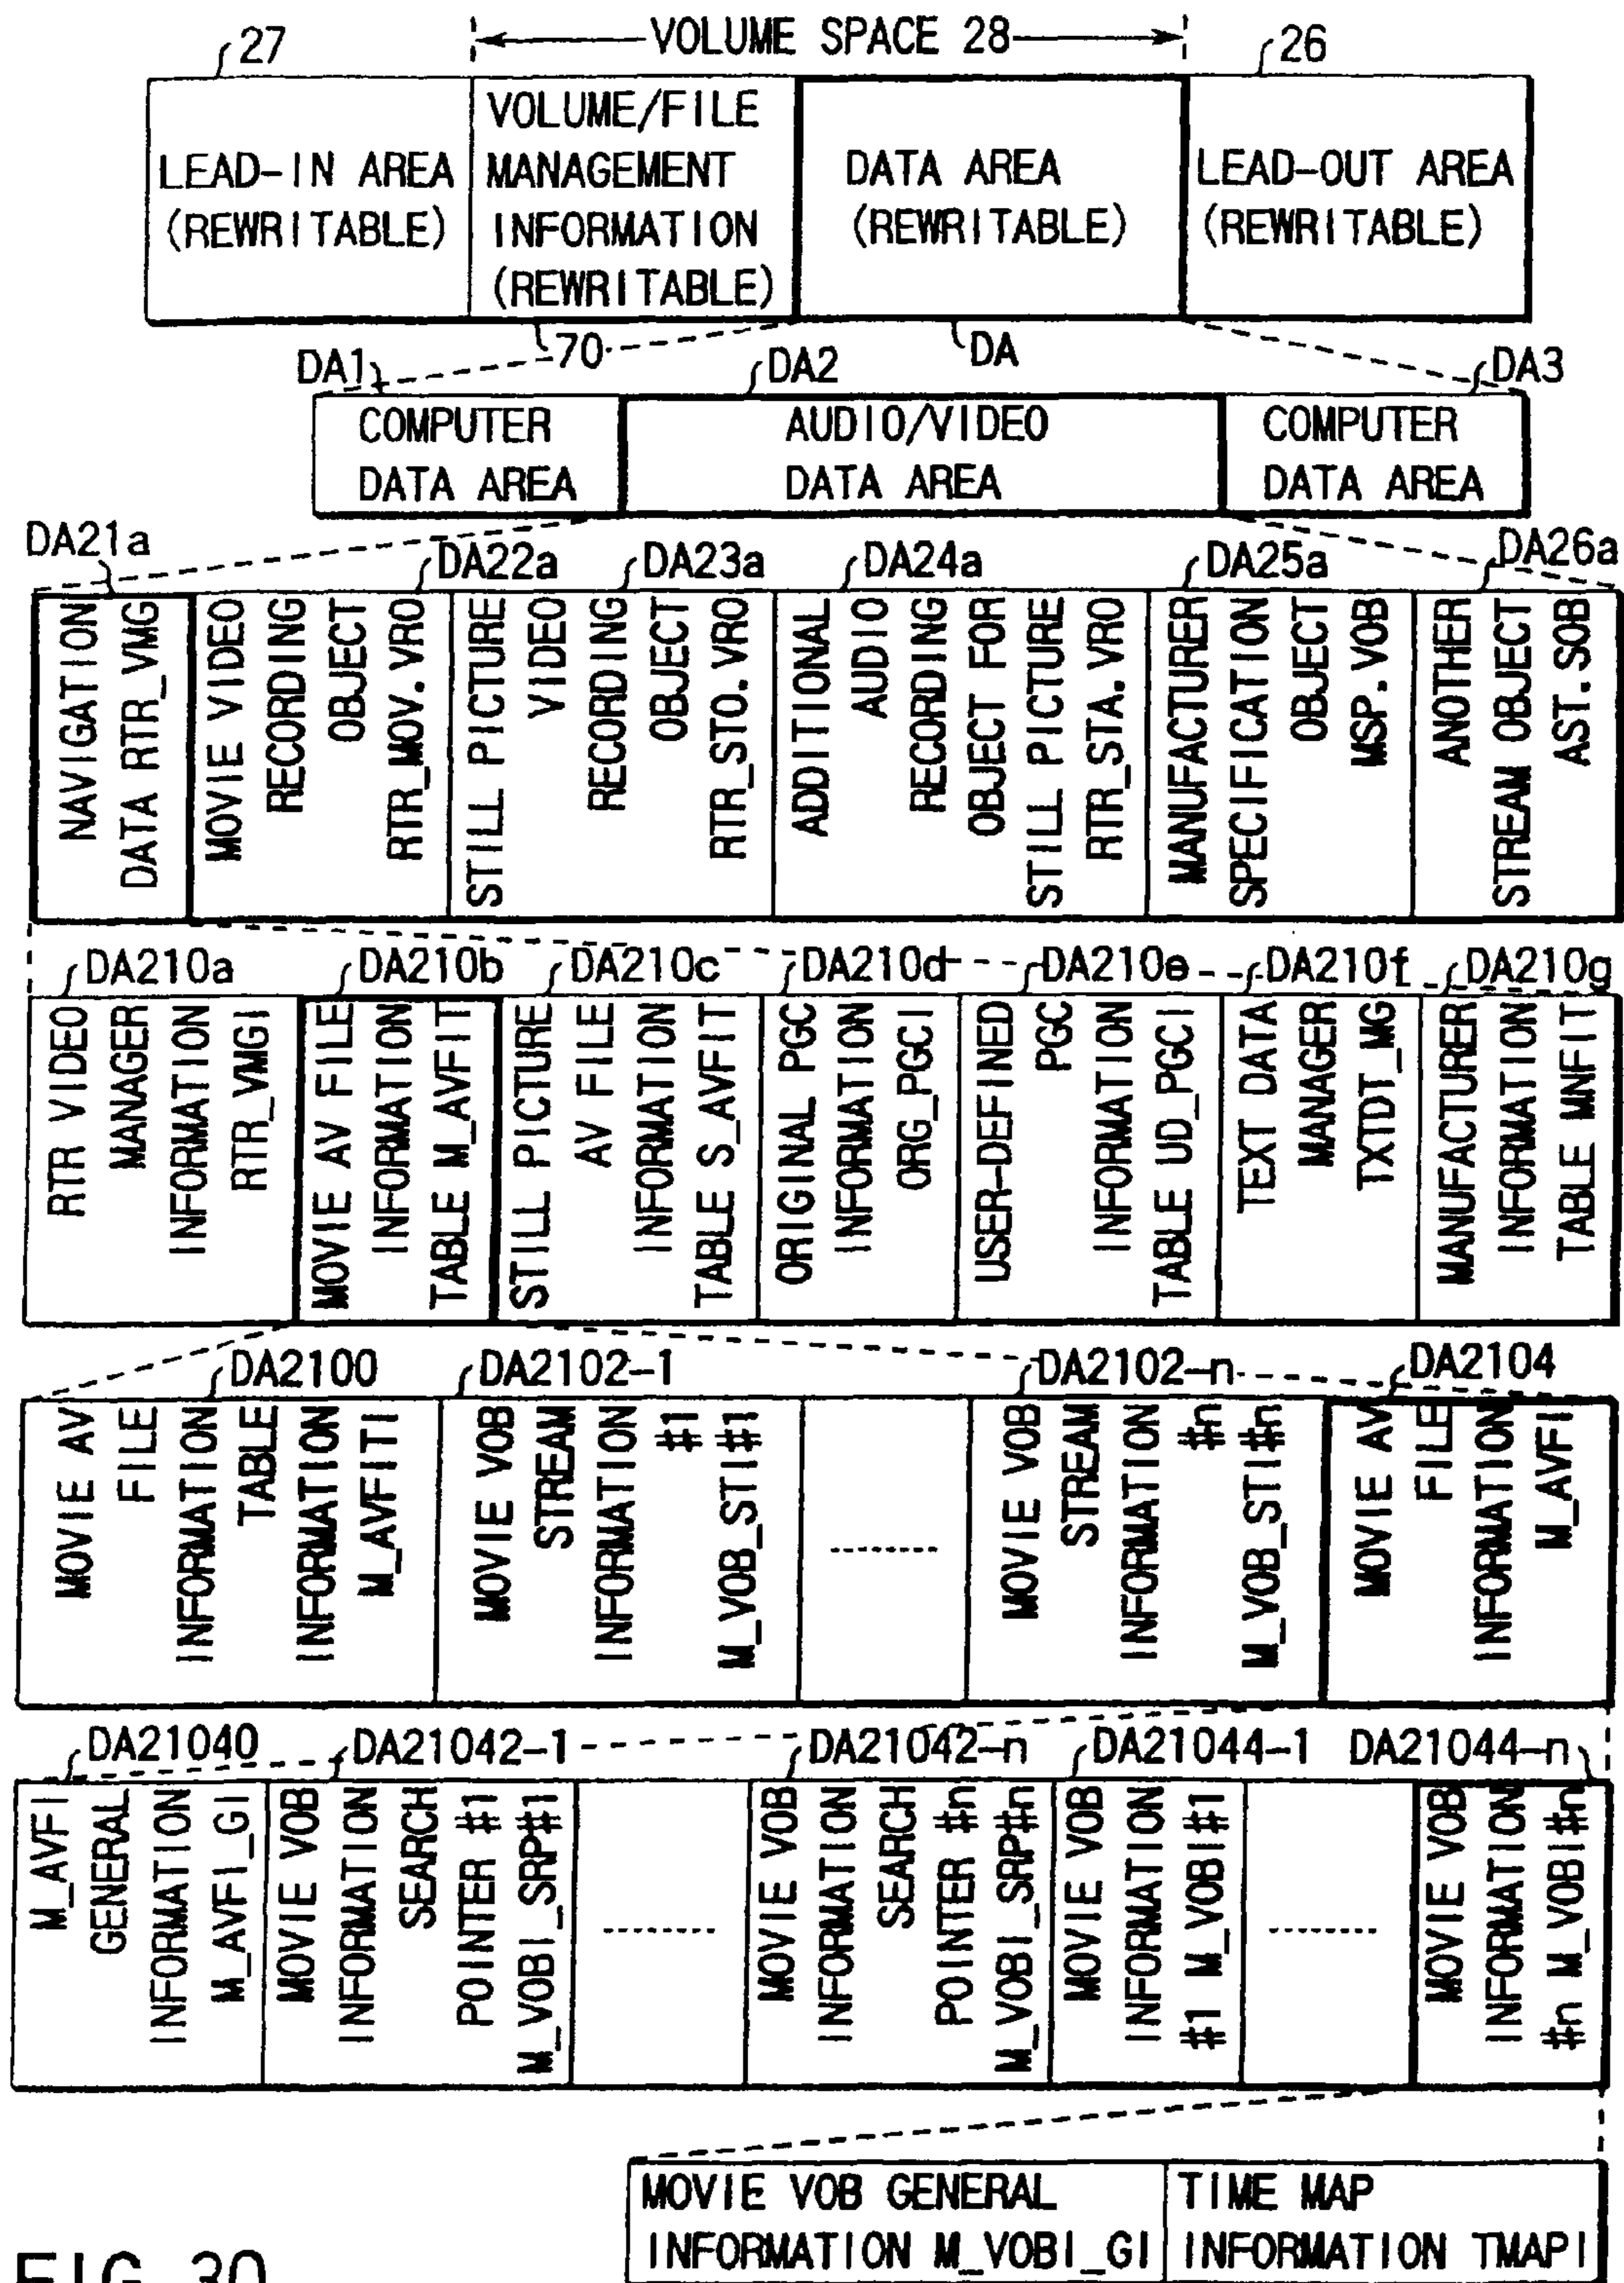 27
VOLUME SPACE 28
26
LEAD-IN AREA
(REWRITABLE)
VOLUME/FILE
MANAGEMENT
INFORMATION
(REWRITABLE)
DATA AREA
(REWRITABLE)
LEAD-OUT AREA
(REWRITABLE)
70
DA
DA1
DA2
DA3
COMPUTER
DATA AREA
AUDIO/VIDEO
DATA AREA
COMPUTER
DATA AREA
DA21a
DA22a
DA23a
DA24a
DA25a
DA26a
NAVIGATION
DATA RTR_VMG
MOVIE VIDEO
RECORDING
OBJECT
RTR_MOV.VRO
STILL PICTURE
VIDEO
RECORDING
OBJECT
RTR_STO.VRO
ADDITIONAL
AUDIO
RECORDING
OBJECT FOR
STILL PICTURE
RTR_STA.VRO
MANUFACTURER
SPECIFICATION
OBJECT
MSP.VOB
ANOTHER
STREAM OBJECT
AST.SOB
DA210a
DA210b
DA210c
DA210d
DA210e
DA210f
DA210g
RTR VIDEO
MANAGER
INFORMATION
RTR_VMGI
MOVIE AV FILE
INFORMATION
TABLE M_AVFIT
STILL PICTURE
AV FILE
INFORMATION
TABLE S_AVFIT
ORIGINAL PGC
INFORMATION
ORG_PGCI
USER-DEFINED
PGC
INFORMATION
TABLE UD_PGCI
TEXT DATA
MANAGER
TXTDT_MG
MANUFACTURER
INFORMATION
TABLE MNFIT
DA2100
DA2102-1
DA2102-n
DA2104
MOVIE AV
FILE
INFORMATION
TABLE
INFORMATION
M_AVFITI
MOVIE VOB
STREAM
INFORMATION
#1
M_VOB_STI#1
MOVIE VOB
STREAM
INFORMATION
#n
M_VOB_STI#n
MOVIE AV
FILE
INFORMATION
M_AVFI
DA21040
DA21042-1
DA21042-n
DA21044-1
DA21044-n
M_AVFI
GENERAL
INFORMATION
M_AVFI_GI
MOVIE VOB
INFORMATION
SEARCH
POINTER #1
M_VOBI_SRP#1
MOVIE VOB
INFORMATION
SEARCH
POINTER #n
M_VOBI_SRP#n
MOVIE VOB
INFORMATION
#1 M_VOBI#1
MOVIE VOB
INFORMATION
#n M_VOBI#n
MOVIE VOB GENERAL
INFORMATION M_VOBI_GI
TIME MAP
INFORMATION TMAPI
FIG. 30